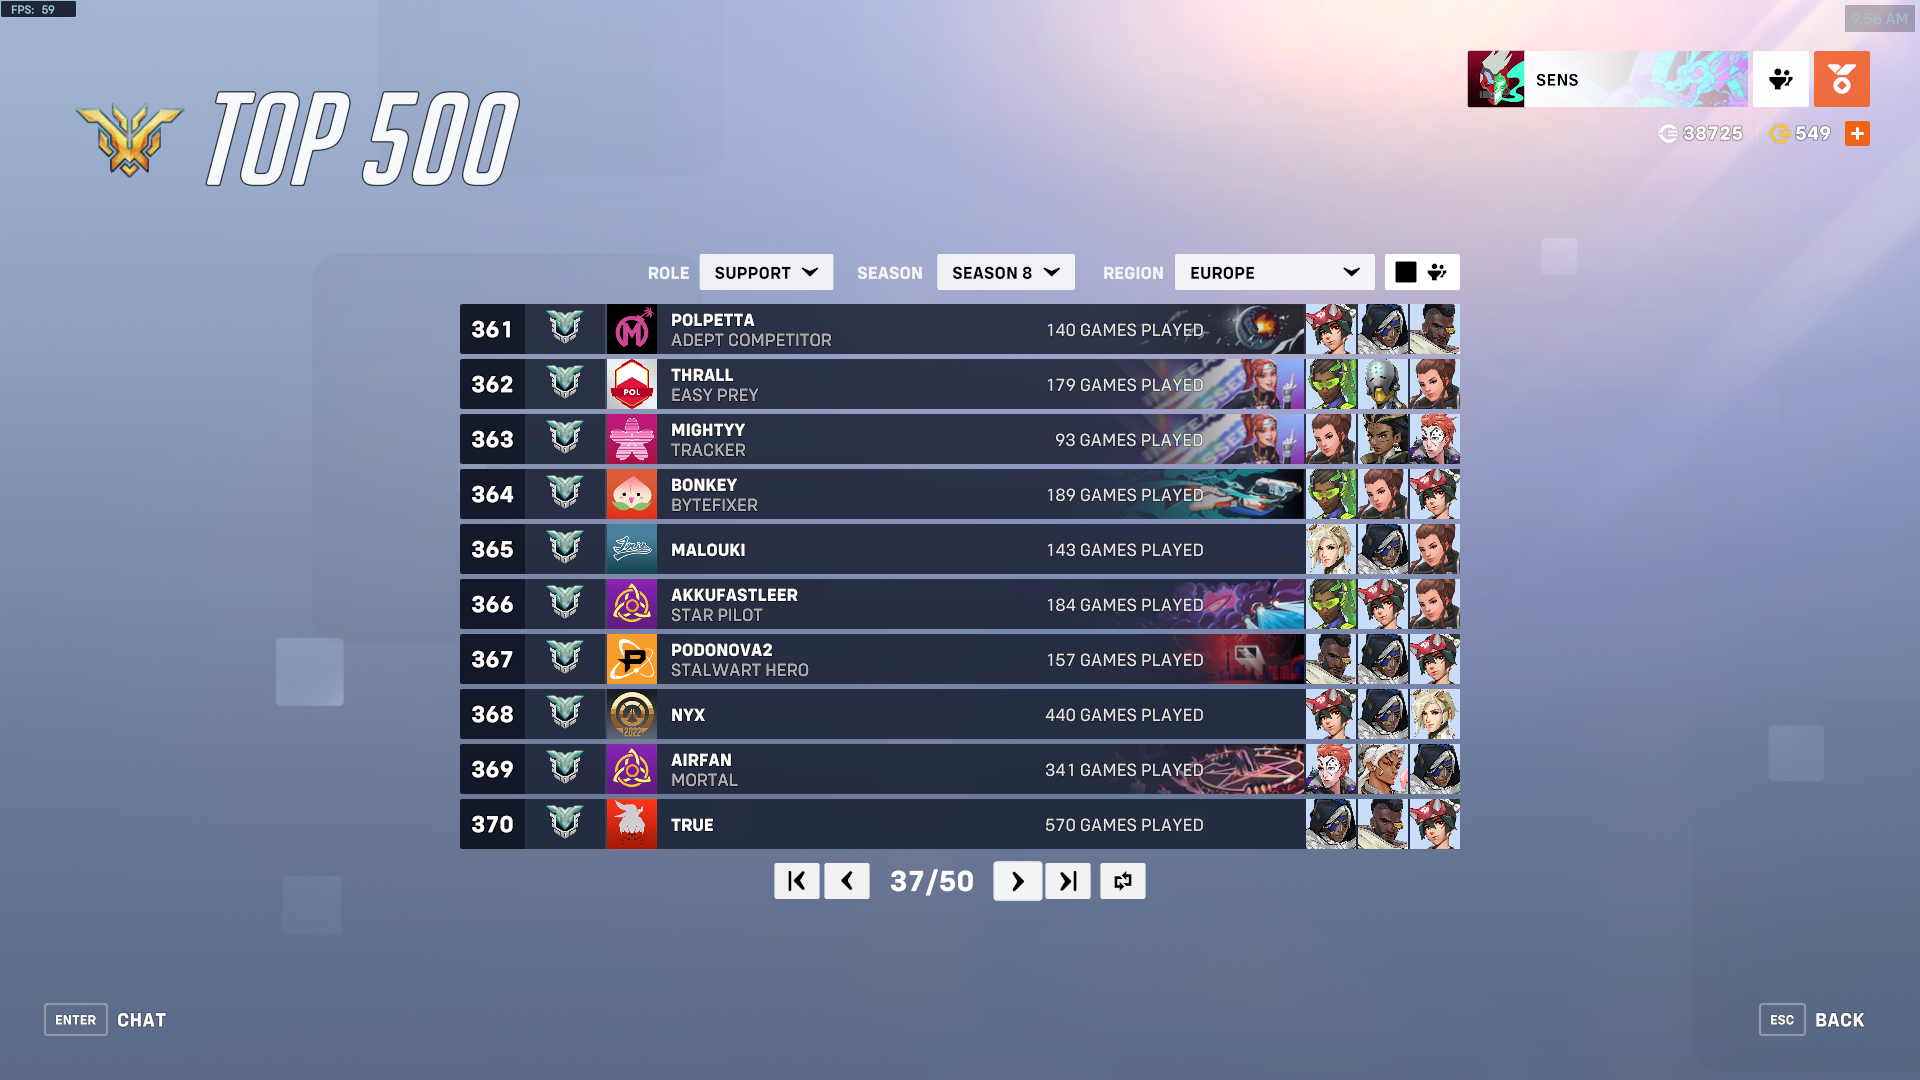 FPS: 59
9:56 AM
TOP 500
SENS
38725
549
ROLE SUPPORT SEASON SEASON 8 REGION EUROPE
361 POLPETTA 140 GAMES PLAYED
ADEPT COMPETITOR
362 THRALL 179 GAMES PLAYED
EASY PREY
POL
363 MIGHTYY 93 GAMES PLAYED
TRACKER
364 BONKEY 189 GAMES PLAYED
BYTEFIXER
365 MALOUKI 143 GAMES PLAYED
366 AKKUFASTLEER 184 GAMES PLAYED
STAR PILOT
367 PODONOVA2 157 GAMES PLAYED
STALWART HERO
368 NYX 440 GAMES PLAYED
2022
369 AIRFAN 341 GAMES PLAYED
MORTAL
370 TRUE 570 GAMES PLAYED
37/50
ENTER CHAT
ESC BACK